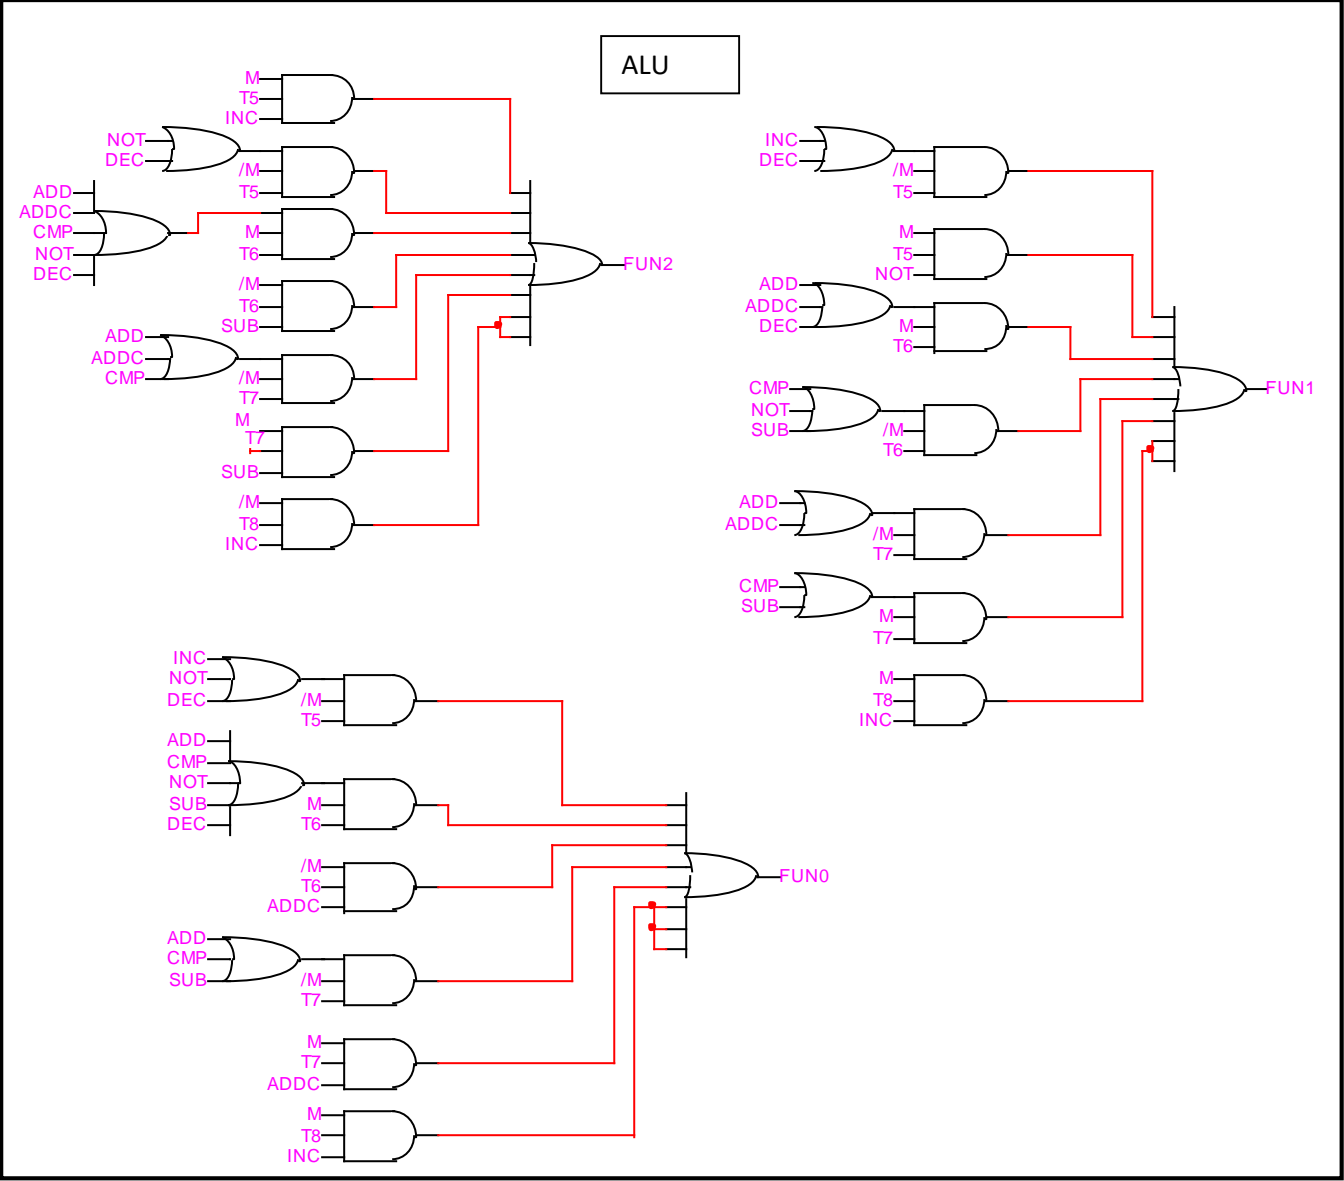 ALU
M
T5
INC
NOT
DEC
/M
T5
ADD
ADDC
CMP
NOT
DEC
M
T6
/M
T6
SUB
ADD
ADDC
CMP
/M
T7
M
T7
SUB
/M
T8
INC
FUN2
INC
DEC
/M
T5
M
T5
NOT
ADD
ADDC
DEC
M
T6
CMP
NOT
SUB
/M
T6
ADD
ADDC
/M
T7
CMP
SUB
M
T7
M
T8
INC
FUN1
INC
NOT
DEC
/M
T5
ADD
CMP
NOT
SUB
DEC
M
T6
/M
T6
ADDC
ADD
CMP
SUB
/M
T7
M
T7
ADDC
M
T8
INC
FUN0